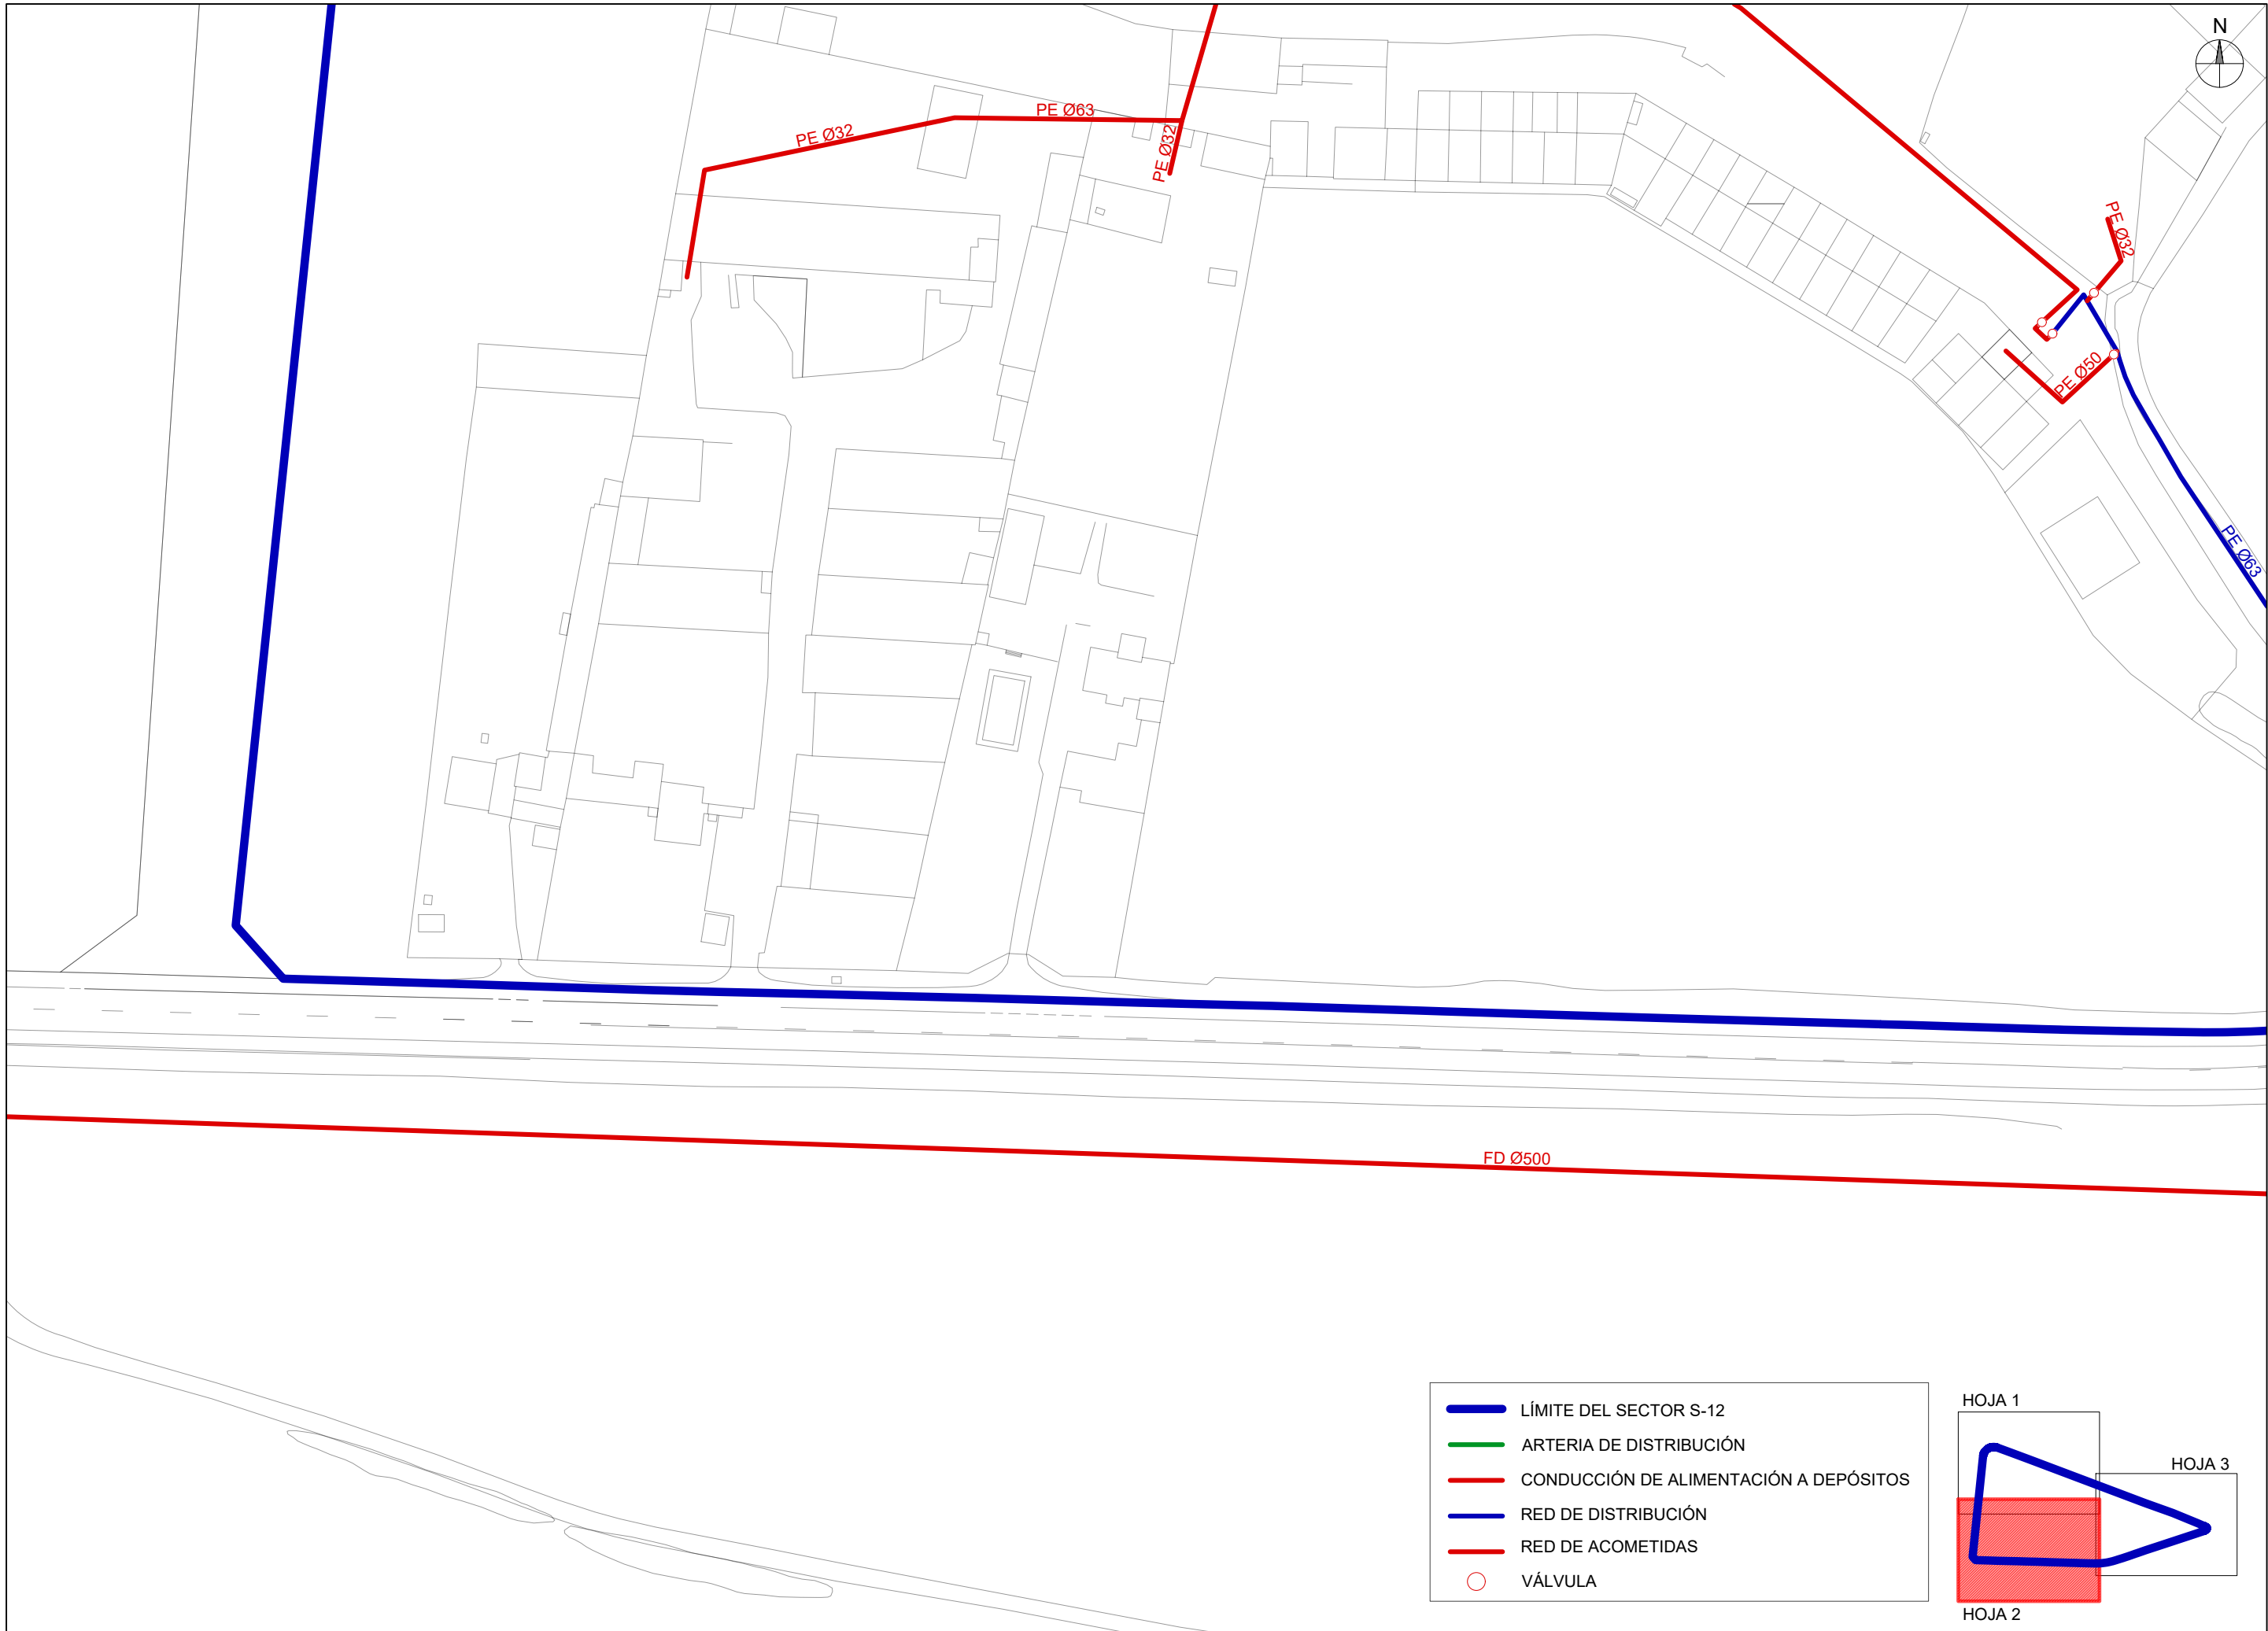 N
PE Ø63
PE Ø32
PE Ø32
PE Ø32
PE Ø50
PE Ø63
FD Ø500
LÍMITE DEL SECTOR S-12
ARTERIA DE DISTRIBUCIÓN
CONDUCCIÓN DE ALIMENTACIÓN A DEPÓSITOS
RED DE DISTRIBUCIÓN
RED DE ACOMETIDAS
VÁLVULA
HOJA 1
HOJA 3
HOJA 2